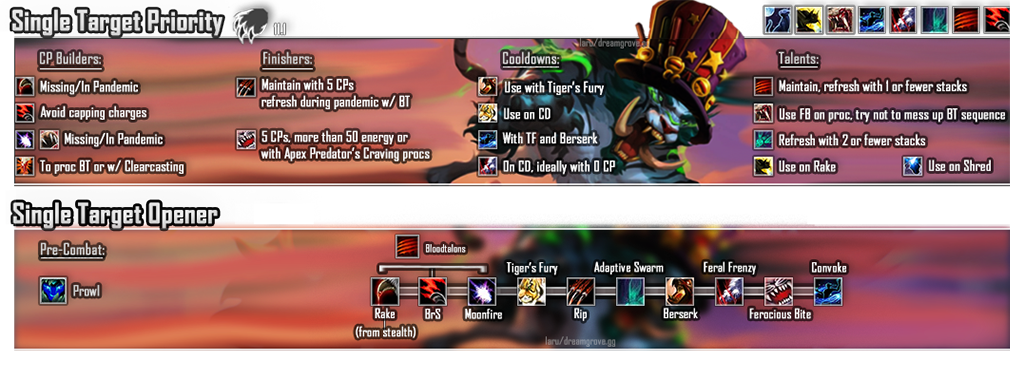 Single Target Priority
11.1
laru/dreamgrove.gg
CP Builders:
Missing/In Pandemic
Avoid capping charges
Missing/In Pandemic
To proc BT or w/ Clearcasting
Finishers:
Maintain with 5 CPs
refresh during pandemic w/ BT
5 CPs, more than 50 energy or
with Apex Predator's Craving procs
Cooldowns:
Use with Tiger's Fury
Use on CD
With TF and Berserk
On CD, ideally with 0 CP
Talents:
Maintain, refresh with 1 or fewer stacks
Use FB on proc, try not to mess up BT sequence
Refresh with 2 or fewer stacks
Use on Rake
Use on Shred
Single Target Opener
Pre-Combat:
Prowl
Bloodtalons
Tiger's Fury
Adaptive Swarm
Feral Frenzy
Convoke
Rake
BrS
Moonfire
Rip
Berserk
Ferocious Bite
(from stealth)
laru/dreamgrove.gg